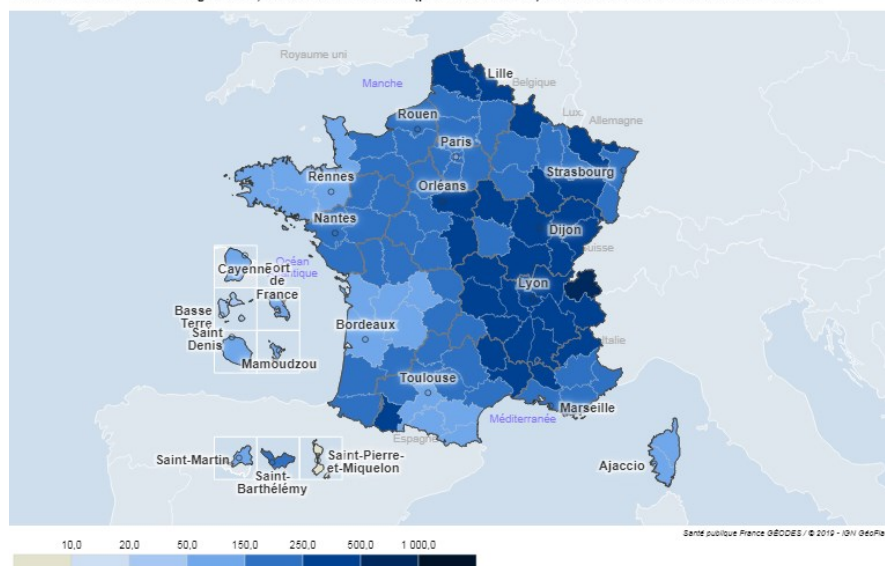 Royaume uni
Lille
Manche
Belgique
Rouen
Lux.
Allemagne
Paris
Strasbourg
Rennes
Orléans
Nantes
Dijon
Océan
Cayenne
Fort
de
France
Lyon
Basse
Terre
Bordeaux
Saint
Denis
Italie
Mamoudzou
Toulouse
Marseille
Méditerranée
Espagne
Saint-Martin
Saint-Pierre-
et-Miquelon
Saint-
Barthélémy
Ajaccio
Santé publique France GÉODES / © 2019 - IGN GéoFla
10,0 20,0 50,0 150,0 250,0 500,0 1 000,0